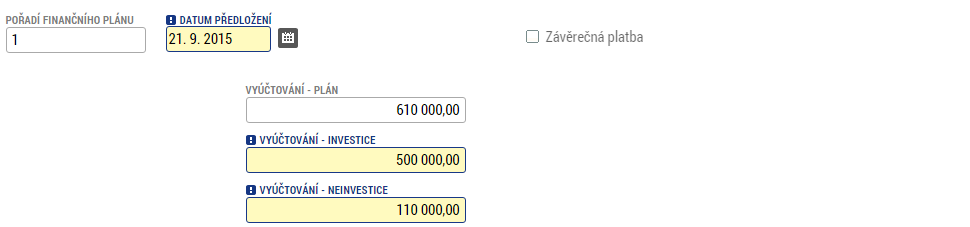 POŘADÍ FINANČNÍHO PLÁNU
1
DATUM PŘEDLOŽENÍ
21. 9. 2015
Závěrečná platba
VYÚČTOVÁNÍ - PLÁN
610 000,00
VYÚČTOVÁNÍ - INVESTICE
500 000,00
VYÚČTOVÁNÍ - NEINVESTICE
110 000,00